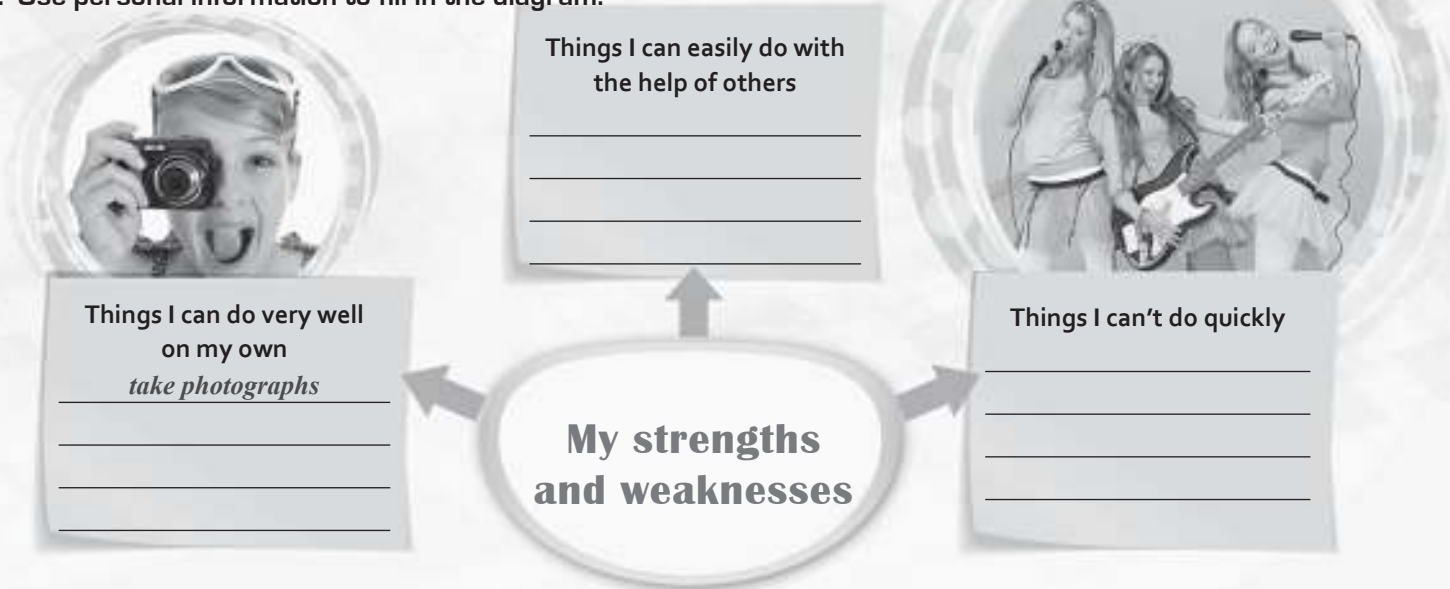 Use personal information to fill in the diagram.
Things I can easily do with
the help of others
Things I can do very well
on my own
take photographs
Things I can't do quickly
My strengths
and weaknesses